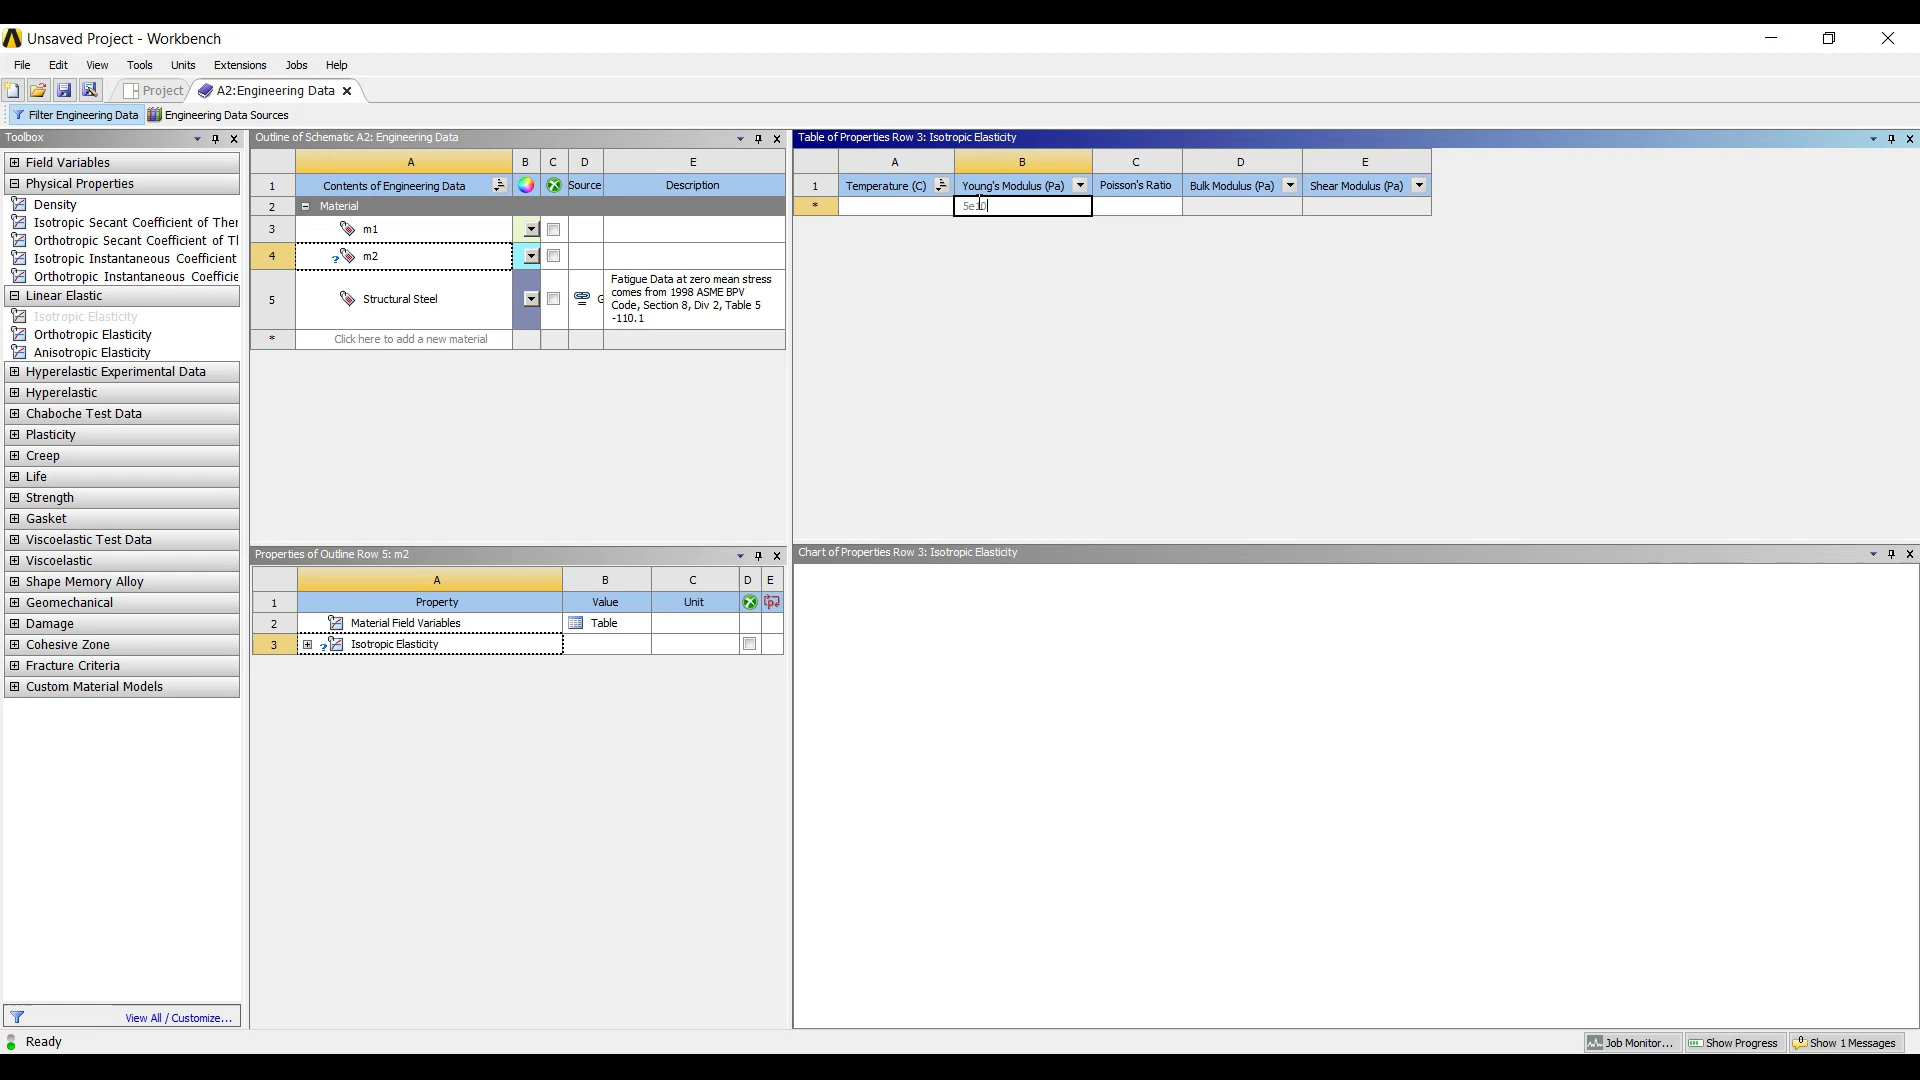 Unsaved Project - Workbench
File Edit View Tools Units Extensions Jobs Help
Project A2:Engineering Data
Filter Engineering Data Engineering Data Sources
Toolbox
Field Variables
Physical Properties
Density
Isotropic Secant Coefficient of Ther
Orthotropic Secant Coefficient of Tl
Isotropic Instantaneous Coefficient
Orthotropic Instantaneous Coefficie
Linear Elastic
Isotropic Elasticity
Orthotropic Elasticity
Anisotropic Elasticity
Hyperelastic Experimental Data
Hyperelastic
Chaboche Test Data
Plasticity
Creep
Life
Strength
Gasket
Viscoelastic Test Data
Viscoelastic
Shape Memory Alloy
Geomechanical
Damage
Cohesive Zone
Fracture Criteria
Custom Material Models
View All / Customize...
Outline of Schematic A2: Engineering Data
A B C D E
1 Contents of Engineering Data Source Description
2 Material
3 m1
4 ? m2
5 Structural Steel G Fatigue Data at zero mean stress
comes from 1998 ASME BPV
Code, Section 8, Div 2, Table 5
-110.1
* Click here to add a new material
Properties of Outline Row 5: m2
A B C D E
1 Property Value Unit
2 Material Field Variables Table
3 ? Isotropic Elasticity
Table of Properties Row 3: Isotropic Elasticity
A B C D E
1 Temperature (C) Young's Modulus (Pa) Poisson's Ratio Bulk Modulus (Pa) Shear Modulus (Pa)
* 5e10
Chart of Properties Row 3: Isotropic Elasticity
Ready
Job Monitor... Show Progress Show 1 Messages